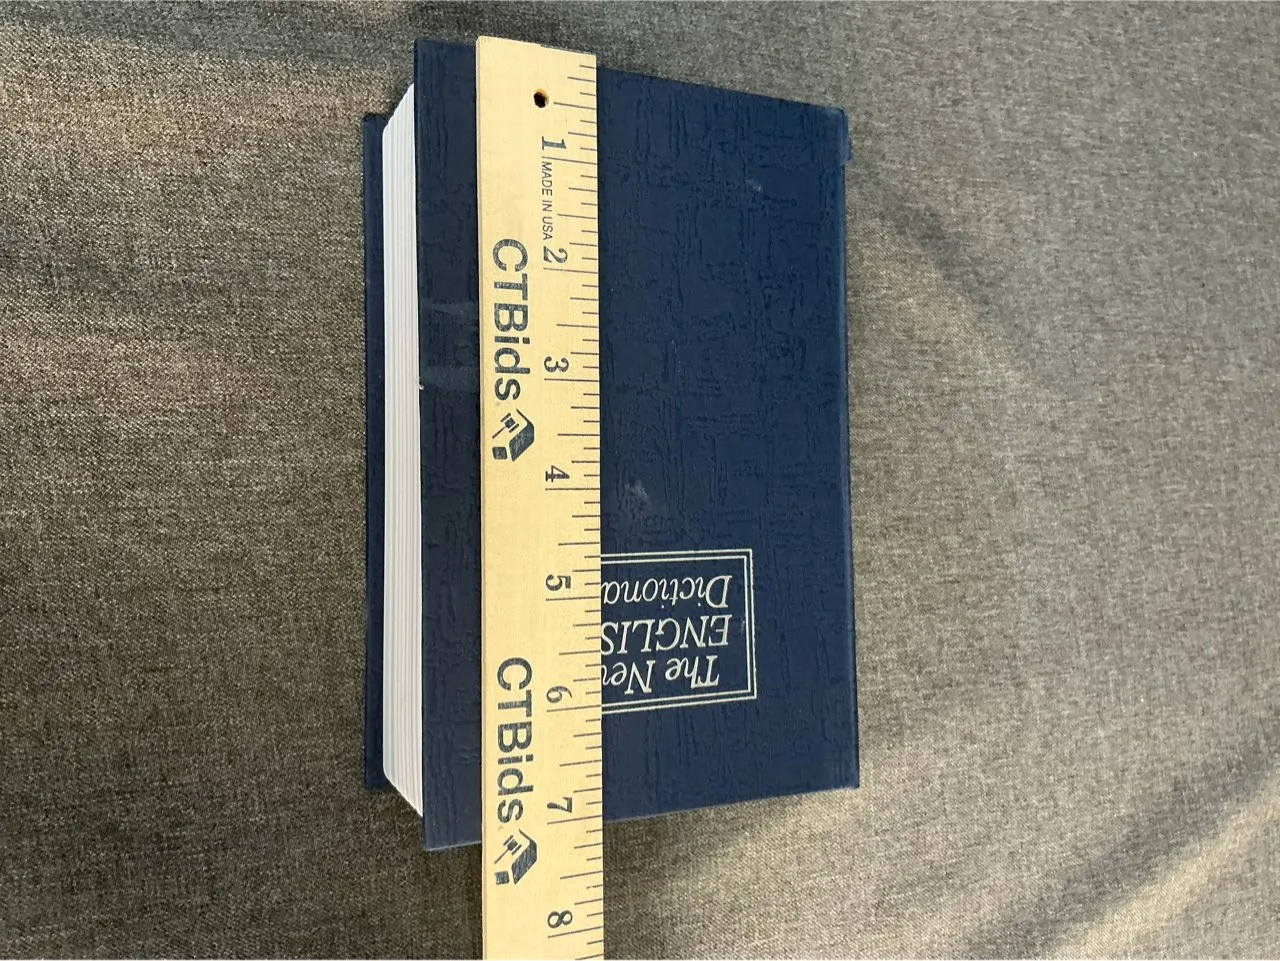 1
MADE IN USA
2
CTBids
3
4
5
6
CTBids
7
8
The New
ENGLIS
Dictiona